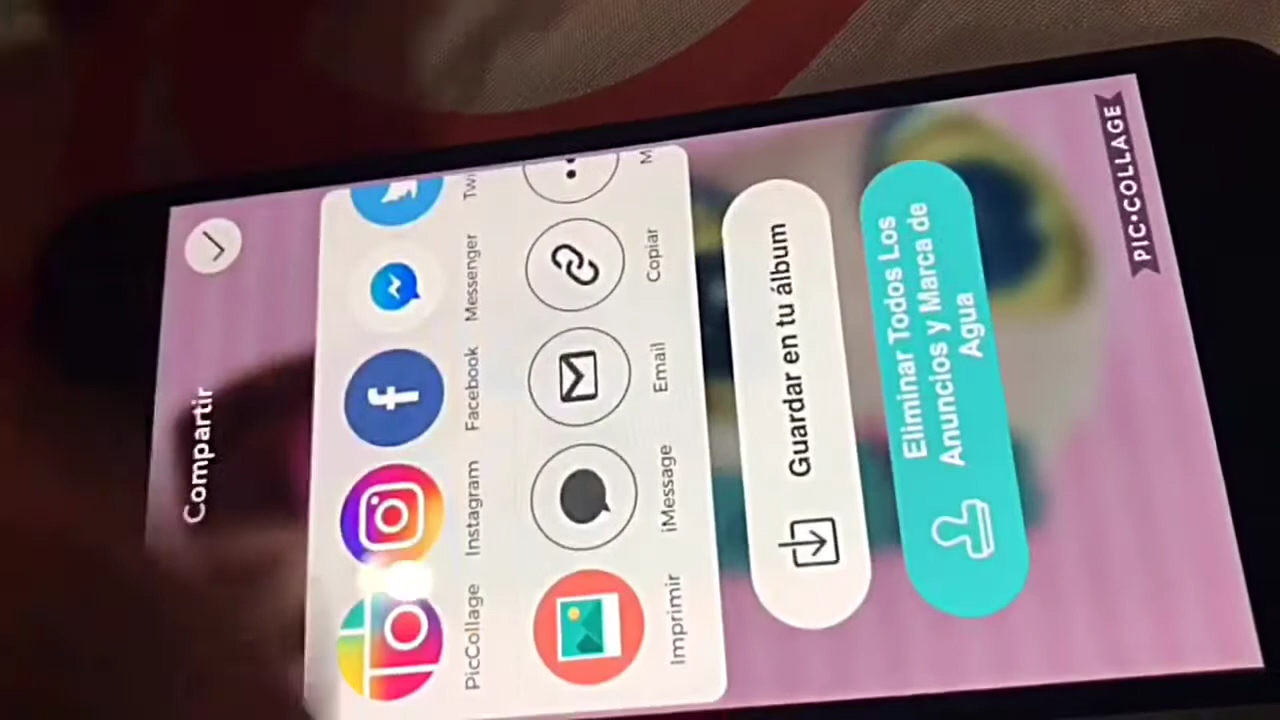 Compartir
PicCollage
Instagram
Facebook
Messenger
Twi
Imprimir
iMessage
Email
Copiar
M
Guardar en tu álbum
Eliminar Todos Los
Anuncios y Marca de
Agua
PIC•COLLAGE